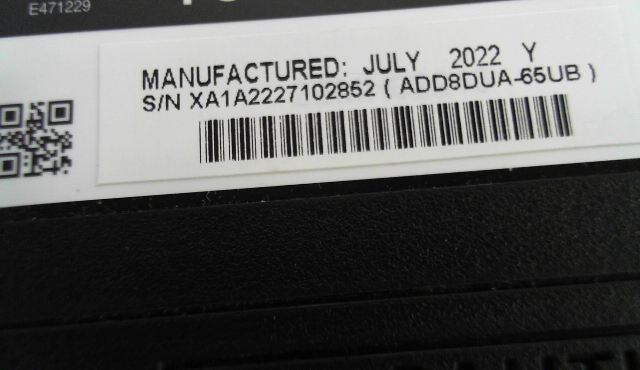 E471229
MANUFACTURED: JULY 2022 Y
S/N XA1A2227102852 ( ADD8DUA-65UB )